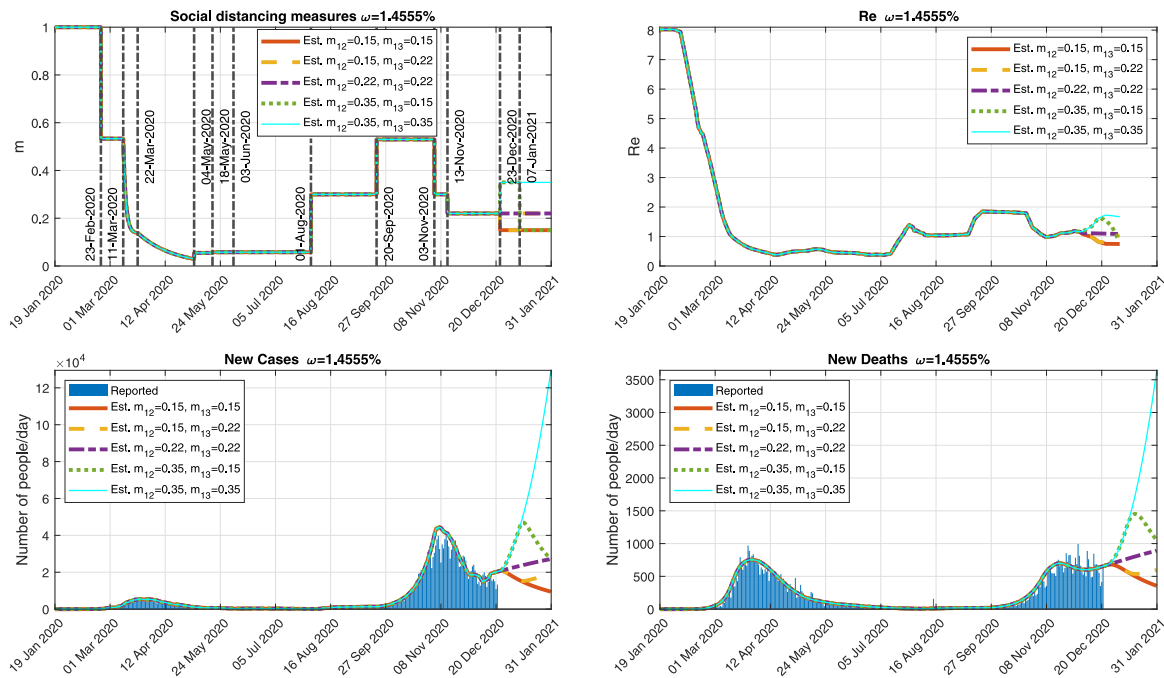 Social distancing measures ω=1.4555%
m
1
0.8
0.6
0.4
0.2
0
Est. m12=0.15, m13=0.15
Est. m12=0.15, m13=0.22
Est. m12=0.22, m13=0.22
Est. m12=0.35, m13=0.15
Est. m12=0.35, m13=0.35
23-Feb-2020
11-Mar-2020
22-Mar-2020
04-May-2020
18-May-2020
03-Jun-2020
01-Aug-2020
20-Sep-2020
03-Nov-2020
13-Nov-2020
23-Dec-2020
07-Jan-2021
19 Jan 2020
01 Mar 2020
12 Apr 2020
24 May 2020
05 Jul 2020
16 Aug 2020
27 Sep 2020
08 Nov 2020
20 Dec 2020
31 Jan 2021
Re ω=1.4555%
Re
8
7
6
5
4
3
2
1
0
Est. m12=0.15, m13=0.15
Est. m12=0.15, m13=0.22
Est. m12=0.22, m13=0.22
Est. m12=0.35, m13=0.15
Est. m12=0.35, m13=0.35
19 Jan 2020
01 Mar 2020
12 Apr 2020
24 May 2020
05 Jul 2020
16 Aug 2020
27 Sep 2020
08 Nov 2020
20 Dec 2020
31 Jan 2021
New Cases ω=1.4555%
×10^4
Number of people/day
12
10
8
6
4
2
0
Reported
Est. m12=0.15, m13=0.15
Est. m12=0.15, m13=0.22
Est. m12=0.22, m13=0.22
Est. m12=0.35, m13=0.15
Est. m12=0.35, m13=0.35
19 Jan 2020
01 Mar 2020
12 Apr 2020
24 May 2020
05 Jul 2020
16 Aug 2020
27 Sep 2020
08 Nov 2020
20 Dec 2020
31 Jan 2021
New Deaths ω=1.4555%
Number of people/day
3500
3000
2500
2000
1500
1000
500
0
Reported
Est. m12=0.15, m13=0.15
Est. m12=0.15, m13=0.22
Est. m12=0.22, m13=0.22
Est. m12=0.35, m13=0.15
Est. m12=0.35, m13=0.35
19 Jan 2020
01 Mar 2020
12 Apr 2020
24 May 2020
05 Jul 2020
16 Aug 2020
27 Sep 2020
08 Nov 2020
20 Dec 2020
31 Jan 2021